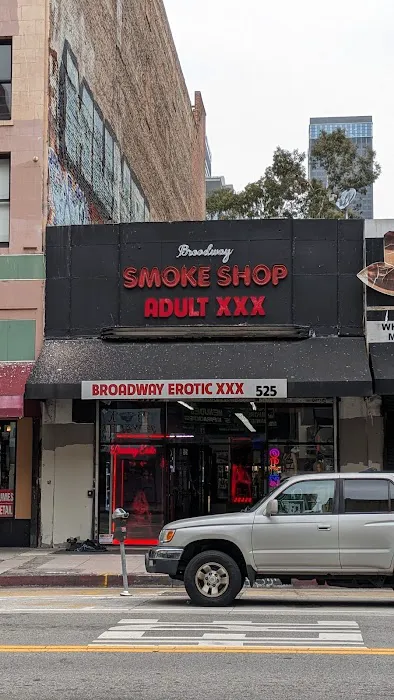 Broadway
SMOKE SHOP
ADULT XXX
BROADWAY EROTIC XXX 525